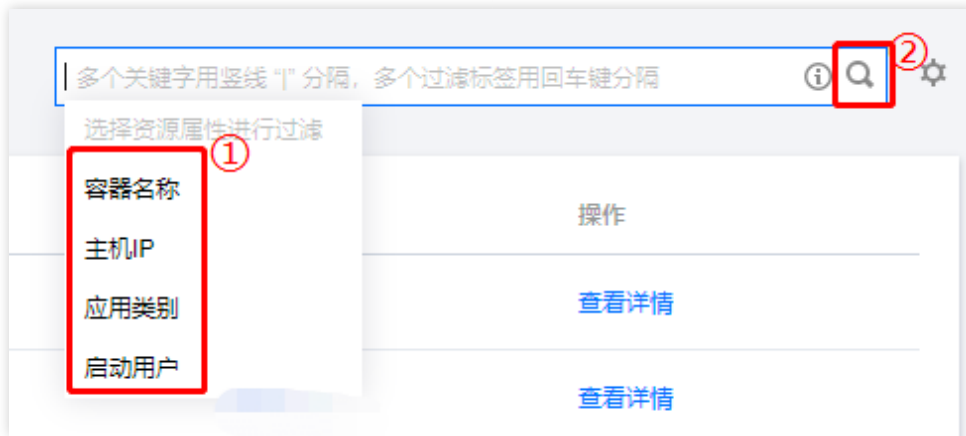 ②
多个关键字用竖线 "|" 分隔，多个过滤标签用回车键分隔
选择资源属性进行过滤
①
容器名称
操作
主机IP
应用类别
查看详情
启动用户
查看详情